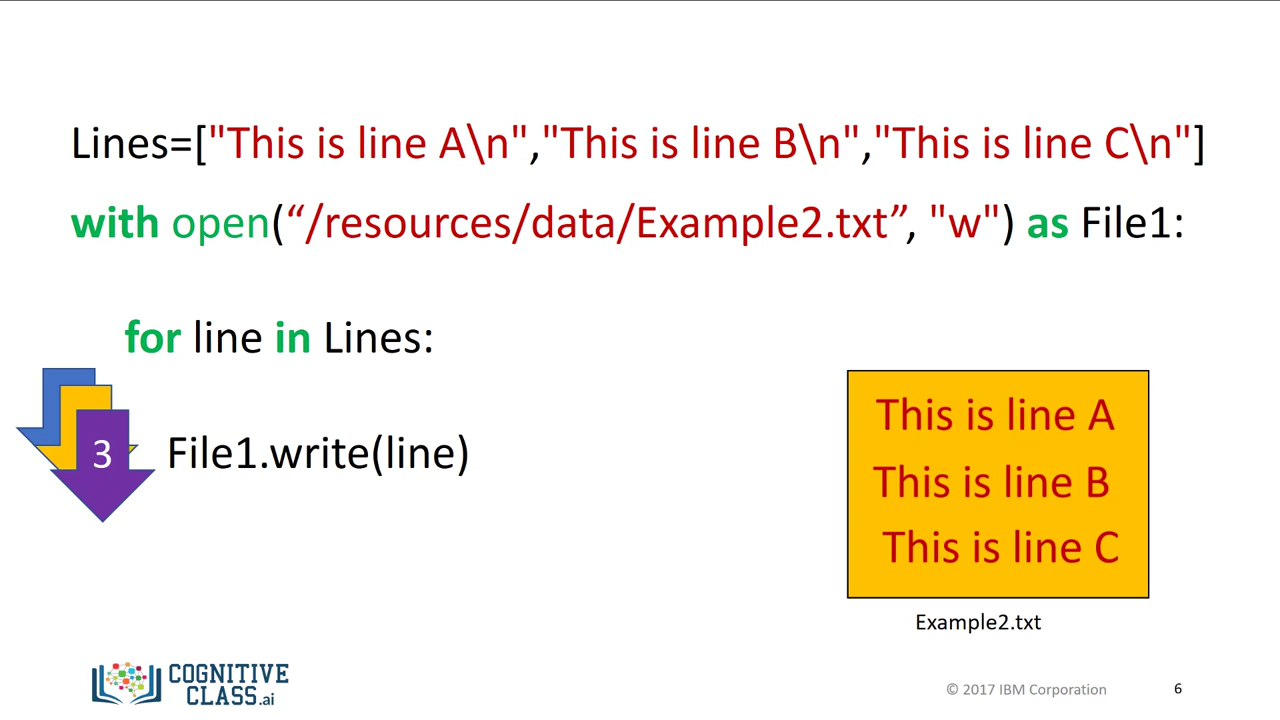 Lines=["This is line A\n","This is line B\n","This is line C\n"]
with open(“/resources/data/Example2.txt”, "w") as File1:
for line in Lines:
3
File1.write(line)
This is line A
This is line B
This is line C
Example2.txt
COGNITIVE
CLASS.ai
© 2017 IBM Corporation
6